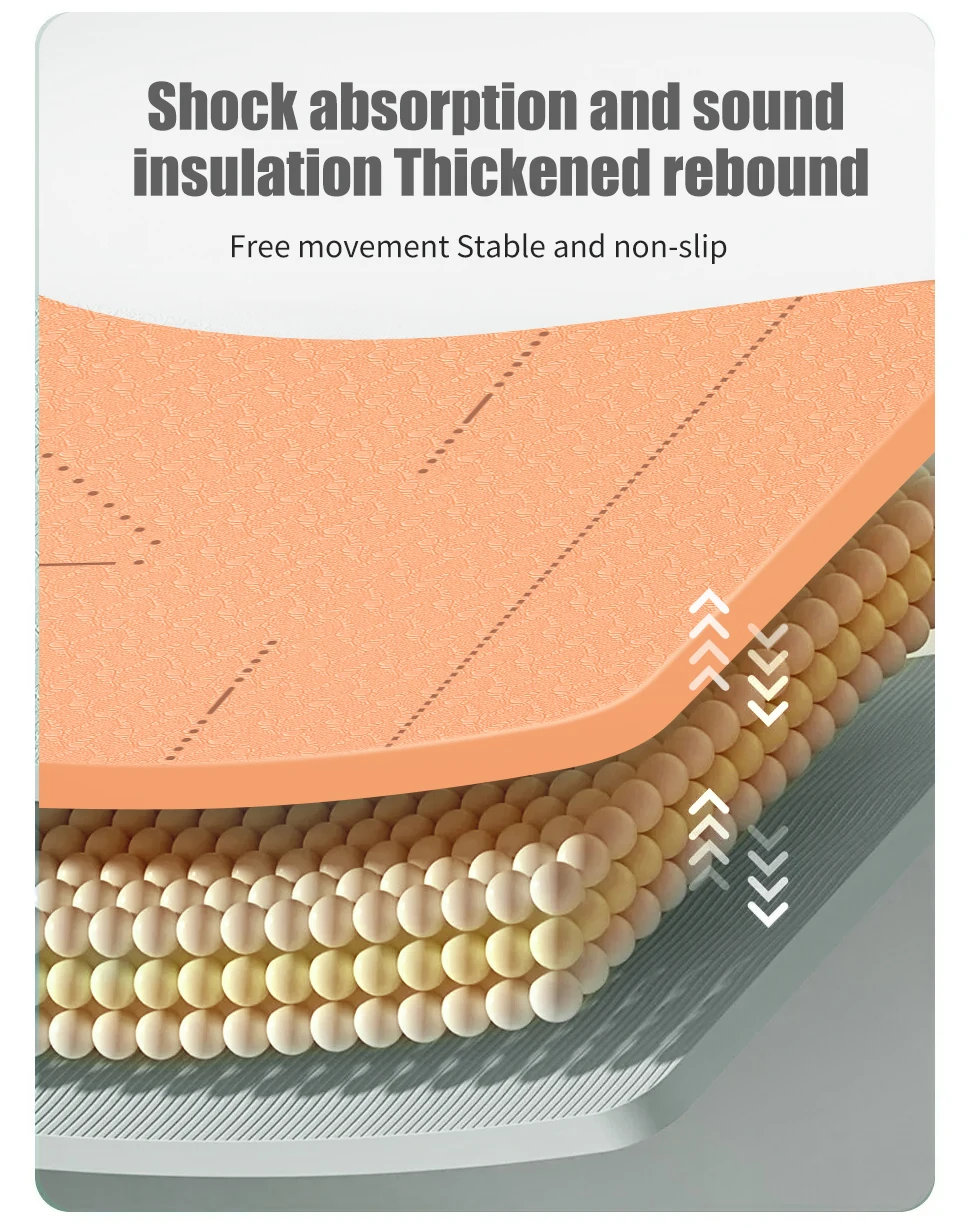 Shock absorption and sound
insulation Thickened rebound
Free movement Stable and non-slip